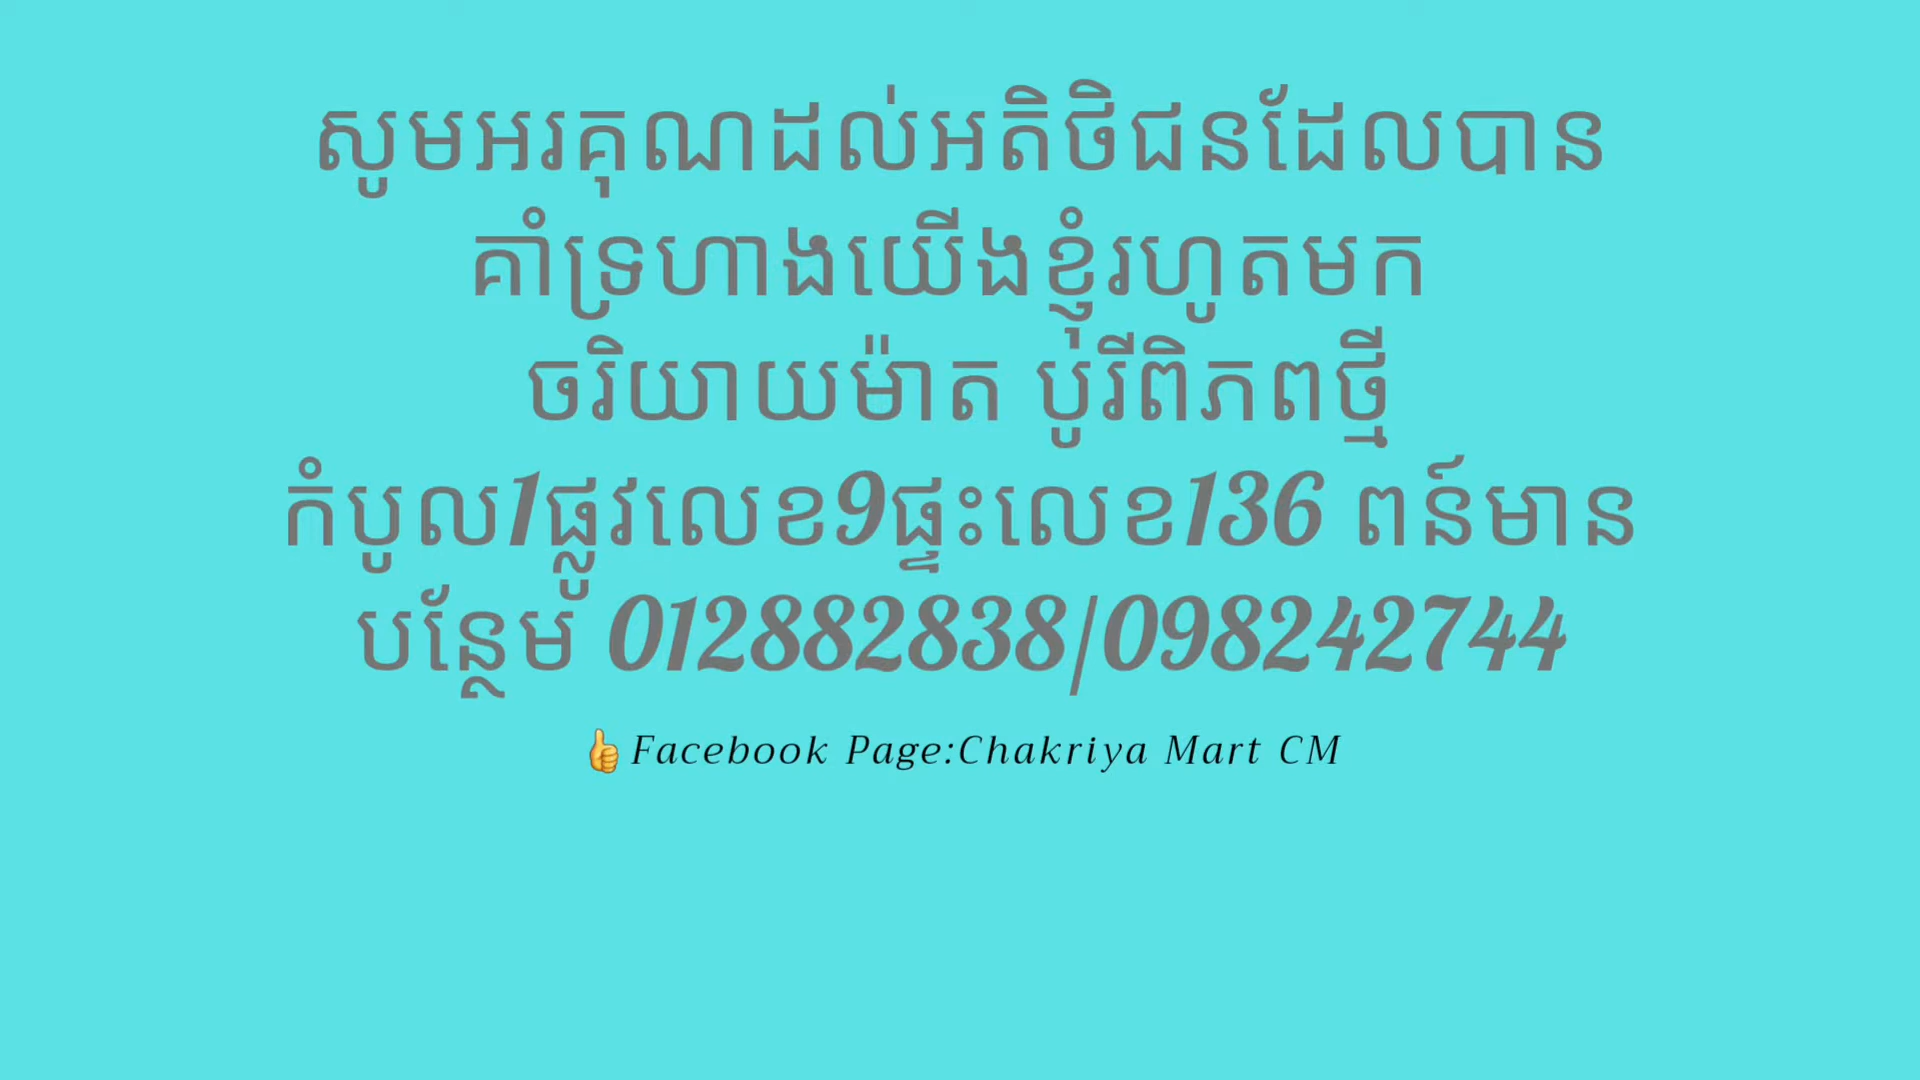 សូមអរគុណដល់អតិថិជនដែលបាន
គាំទ្រហាងយើងខ្ញុំរហូតមក
ចរិយាយម៉ាត បូរីពិភពថ្មី
កំបូល1ផ្លូវលេខ9ផ្ទះលេខ136 ពន័មាន
បន្ថែម 012882838/098242744
👍Facebook Page:Chakriya Mart CM